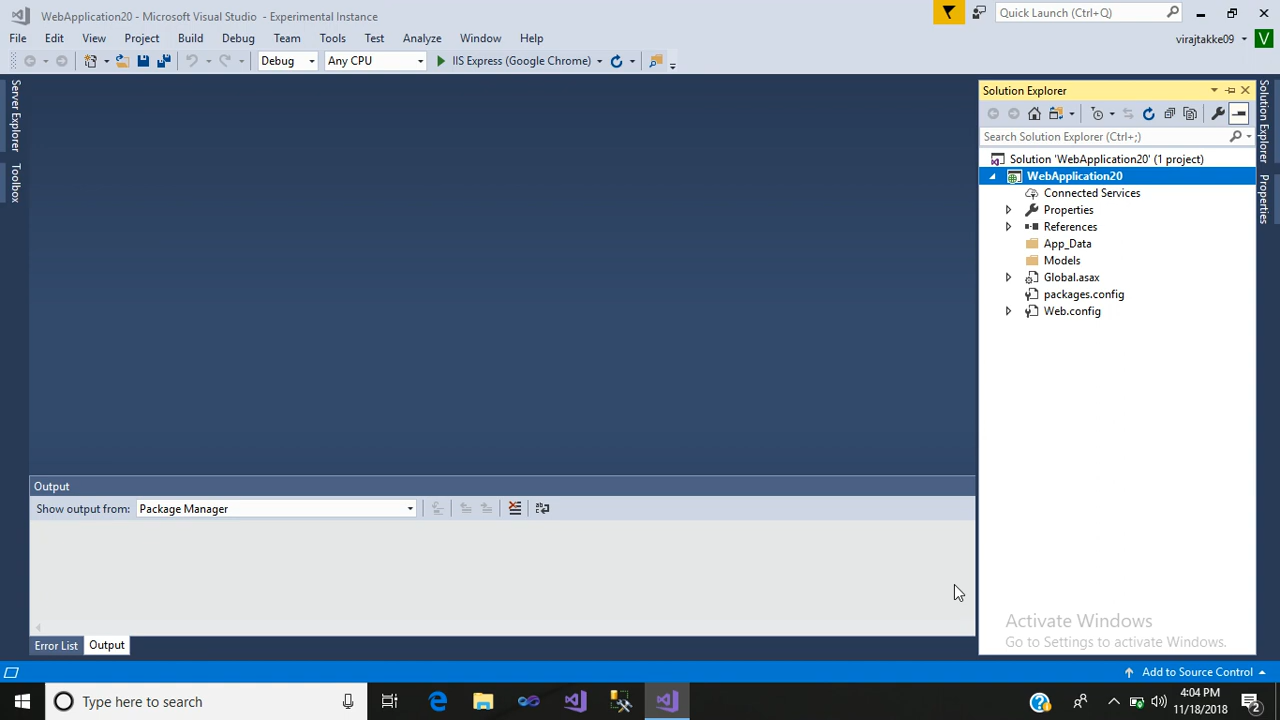 WebApplication20 - Microsoft Visual Studio - Experimental Instance
Quick Launch (Ctrl+Q)
File Edit View Project Build Debug Team Tools Test Analyze Window Help
virajtakke09 V
Debug Any CPU IIS Express (Google Chrome)
Server Explorer
Toolbox
Solution Explorer
Search Solution Explorer (Ctrl+;)
Solution 'WebApplication20' (1 project)
WebApplication20
Connected Services
Properties
References
App_Data
Models
Global.asax
packages.config
Web.config
Solution Explorer
Properties
Output
Show output from: Package Manager
Error List Output
Activate Windows
Go to Settings to activate Windows.
Add to Source Control
Type here to search
4:04 PM
11/18/2018
2